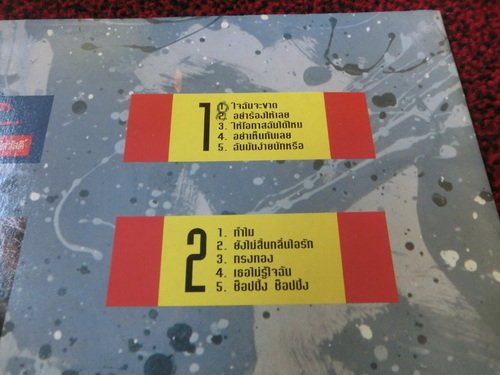 1
1. ใจฉันจะขาด
2. อย่าร้องไห้เลย
3. ให้โอกาสฉันได้ไหม
4. อย่าเห็นกันเลย
5. ฉันมันง่ายนักหรือ
2
1. ทำไม
2. ยังไม่สิ้นกลิ่นไอรัก
3. กรงทอง
4. เธอไม่รู้ใจฉัน
5. ช็อปปิ้ง ช็อปปิ้ง